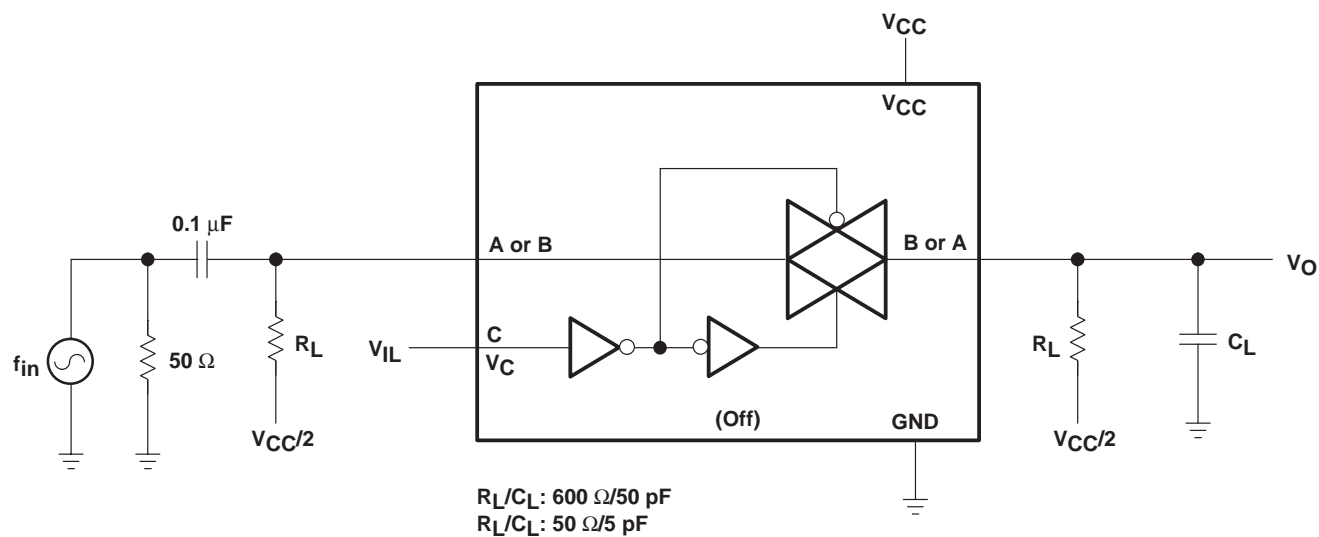 VCC
VCC
0.1 μF
A or B
B or A
VO
fin
50 Ω
RL
VCC/2
VIL
C
VC
(Off)
GND
RL
VCC/2
CL
RL/CL: 600 Ω/50 pF
RL/CL: 50 Ω/5 pF